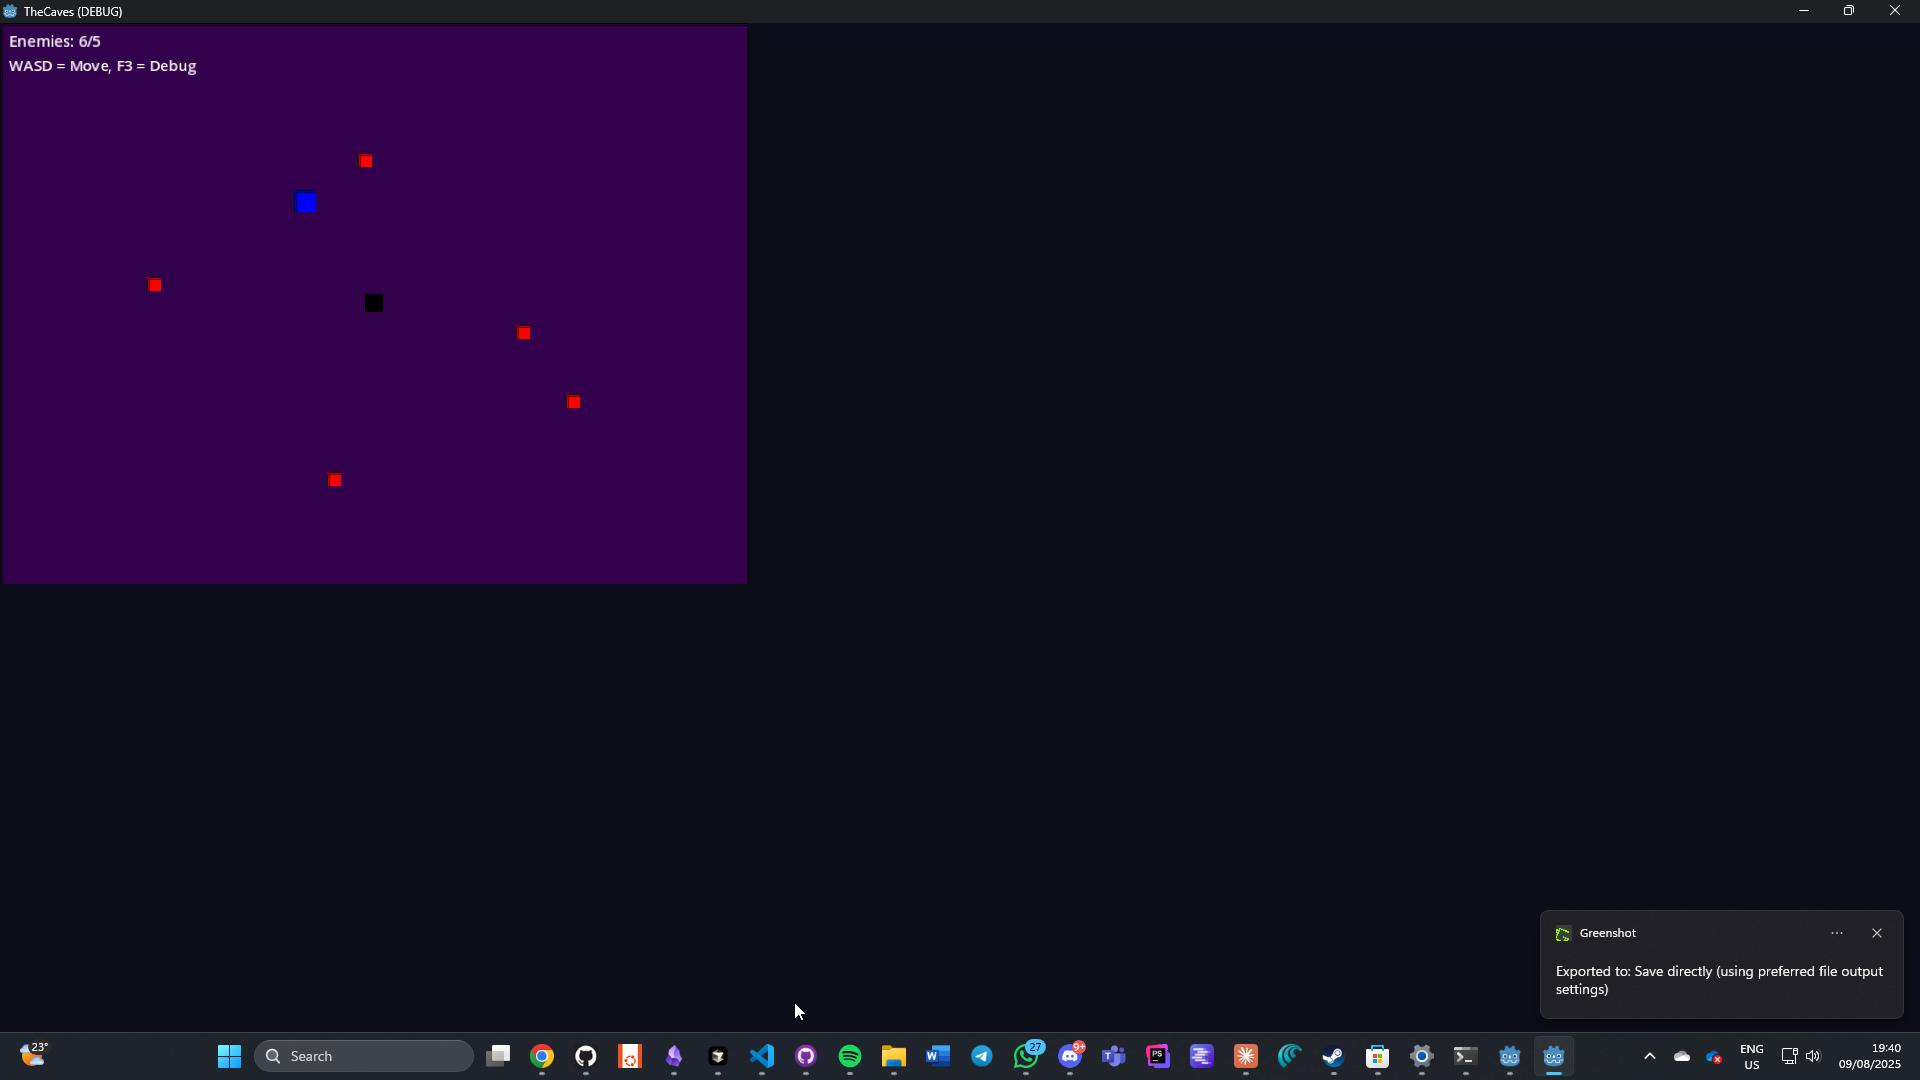 TheCaves (DEBUG)
Enemies: 6/5
WASD = Move, F3 = Debug
Greenshot
Exported to: Save directly (using preferred file output
settings)
23°
Search
27
9+
PS
ENG
US
19:40
09/08/2025